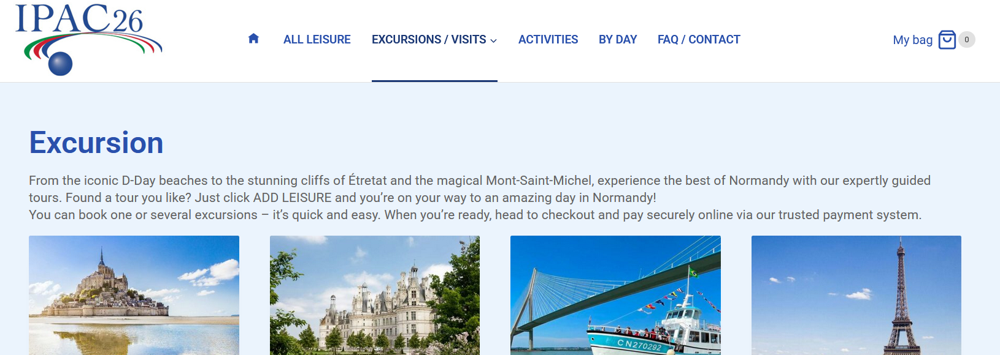 IPAC26
ALL LEISURE
EXCURSIONS / VISITS
ACTIVITIES
BY DAY
FAQ / CONTACT
My bag 0
Excursion
From the iconic D-Day beaches to the stunning cliffs of Étretat and the magical Mont-Saint-Michel, experience the best of Normandy with our expertly guided
tours. Found a tour you like? Just click ADD LEISURE and you’re on your way to an amazing day in Normandy!
You can book one or several excursions – it’s quick and easy. When you’re ready, head to checkout and pay securely online via our trusted payment system.
CN270292